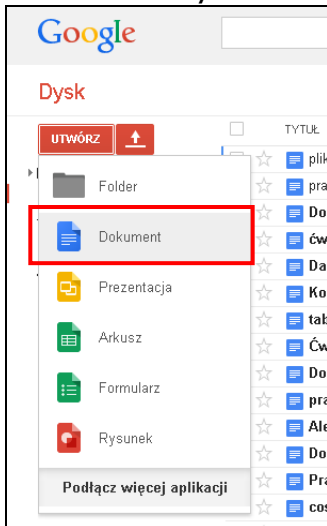 Google
Dysk
UTWÓRZ
TYTUŁ
plik
pra
Do
ćw
Da
Ko
tab
Ćw
Do
pra
Ale
Do
Pra
cos
Folder
Dokument
Prezentacja
Arkusz
Formularz
Rysunek
Podłącz więcej aplikacji